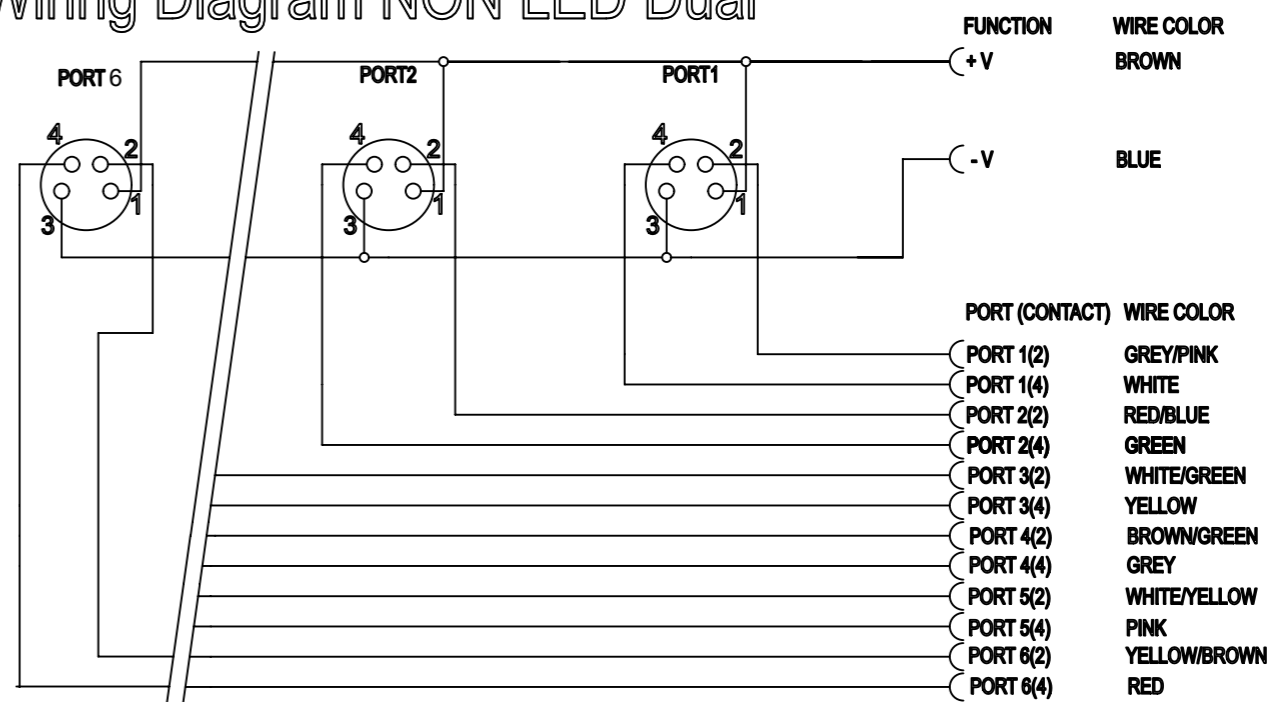 Wiring Diagram NON LED Dual
FUNCTION WIRE COLOR
PORT 6 PORT2 PORT1 + V BROWN
4 2 4 2 4 2
- V BLUE
3 1 3 1 3 1
PORT (CONTACT) WIRE COLOR
PORT 1(2) GREY/PINK
PORT 1(4) WHITE
PORT 2(2) RED/BLUE
PORT 2(4) GREEN
PORT 3(2) WHITE/GREEN
PORT 3(4) YELLOW
PORT 4(2) BROWN/GREEN
PORT 4(4) GREY
PORT 5(2) WHITE/YELLOW
PORT 5(4) PINK
PORT 6(2) YELLOW/BROWN
PORT 6(4) RED